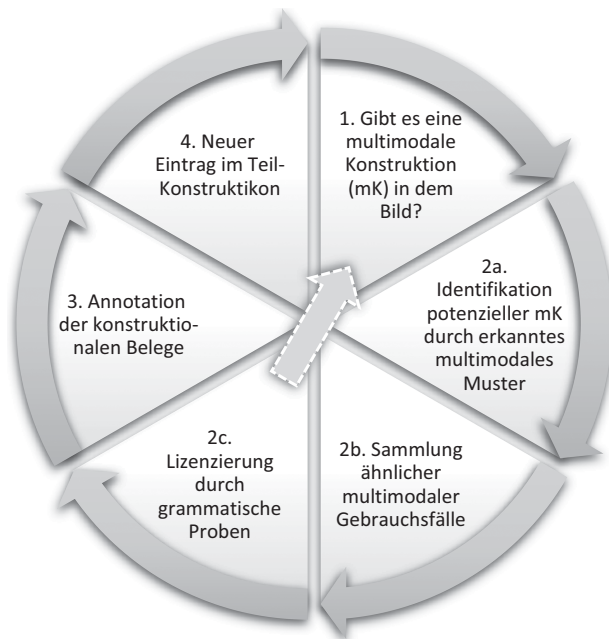 1. Gibt es eine
multimodale
Konstruktion
(mK) in dem
Bild?
2a.
Identifikation
potenzieller mK
durch erkanntes
multimodales
Muster
2b. Sammlung
ähnlicher
multimodaler
Gebrauchsfälle
2c.
Lizenzierung
durch
grammatische
Proben
3. Annotation
der konstruktio-
nalen Belege
4. Neuer
Eintrag im Teil-
Konstruktikon